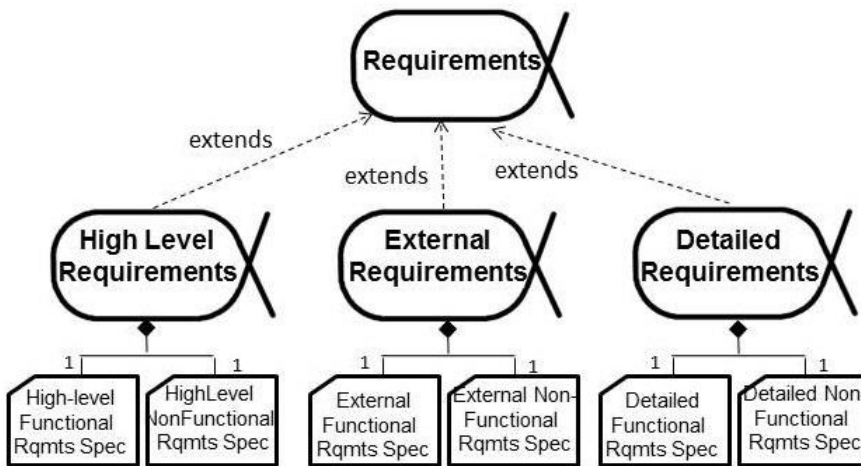 Requirements
extends
extends
extends
High Level
Requirements
External
Requirements
Detailed
Requirements
1
1
1
1
1
1
High-level
Functional
Rqmts Spec
HighLevel
NonFunctional
Rqmts Spec
External
Functional
Rqmts Spec
External Non-
Functional
Rqmts Spec
Detailed
Functional
Rqmts Spec
Detailed Non-
Functional
Rqmts Spec